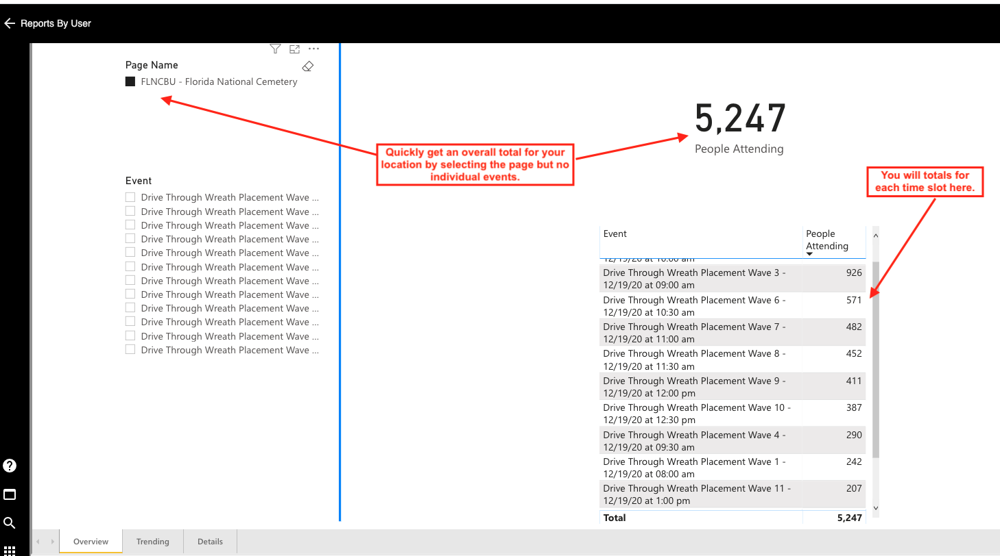 Reports By User
Page Name
FLNCBU - Florida National Cemetery
5,247
People Attending
Quickly get an overall total for your
location by selecting the page but no
individual events.
You will totals for
each time slot here.
Event
Drive Through Wreath Placement Wave ...
Drive Through Wreath Placement Wave ...
Drive Through Wreath Placement Wave ...
Drive Through Wreath Placement Wave ...
Drive Through Wreath Placement Wave ...
Drive Through Wreath Placement Wave ...
Drive Through Wreath Placement Wave ...
Drive Through Wreath Placement Wave ...
Drive Through Wreath Placement Wave ...
Drive Through Wreath Placement Wave ...
Drive Through Wreath Placement Wave ...
Drive Through Wreath Placement Wave ...
Event
People
Attending
12/19/20 at 10:00 am
Drive Through Wreath Placement Wave 3 - 926
12/19/20 at 09:00 am
Drive Through Wreath Placement Wave 6 - 571
12/19/20 at 10:30 am
Drive Through Wreath Placement Wave 7 - 482
12/19/20 at 11:00 am
Drive Through Wreath Placement Wave 8 - 452
12/19/20 at 11:30 am
Drive Through Wreath Placement Wave 9 - 411
12/19/20 at 12:00 pm
Drive Through Wreath Placement Wave 10 - 387
12/19/20 at 12:30 pm
Drive Through Wreath Placement Wave 4 - 290
12/19/20 at 09:30 am
Drive Through Wreath Placement Wave 1 - 242
12/19/20 at 08:00 am
Drive Through Wreath Placement Wave 11 - 207
12/19/20 at 1:00 pm
Total 5,247
Overview
Trending
Details